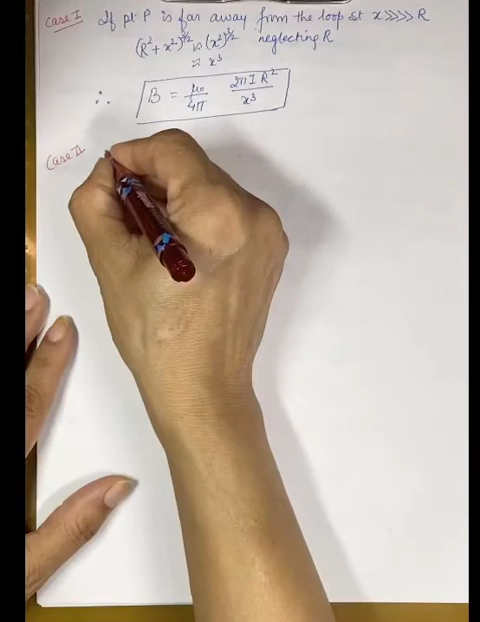 Case I If pt. P is far away from the loop st x >>>> R
(R² + x²)^3/2 ≈ (x²)^3/2 neglecting R
≈ x³
∴ B = μ₀/4π 2πIR²/x³
Case II